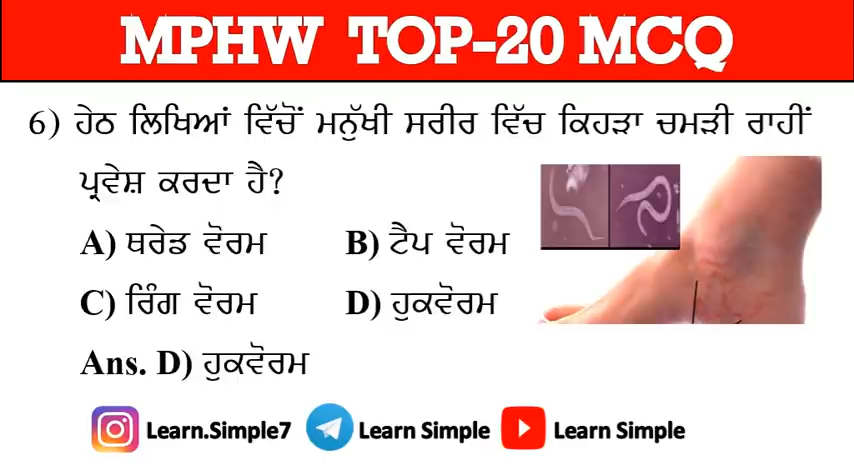 MPHW TOP-20 MCQ
6) ਹੇਠ ਲਿਖਿਆਂ ਵਿੱਚੋਂ ਮਨੁੱਖੀ ਸਰੀਰ ਵਿੱਚ ਕਿਹੜਾ ਚਮੜੀ ਰਾਹੀਂ
ਪ੍ਰਵੇਸ਼ ਕਰਦਾ ਹੈ?
A) ਥਰੇਡ ਵੋਰਮ B) ਟੈਪ ਵੋਰਮ
C) ਰਿੰਗ ਵੋਰਮ D) ਹੁਕਵੋਰਮ
Ans. D) ਹੁਕਵੋਰਮ
Learn.Simple7 Learn Simple Learn Simple